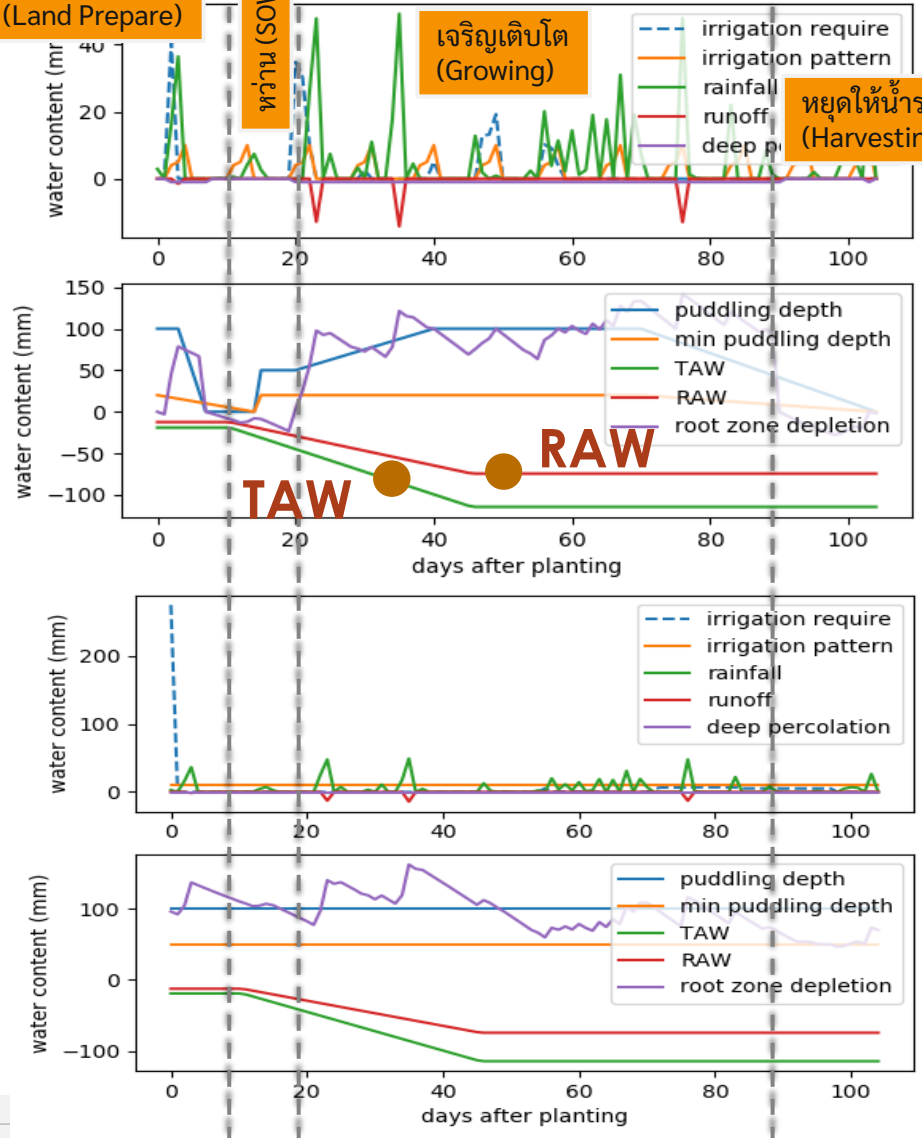 (Land Prepare)
หว่าน
เจริญเติบโต
(Growing)
water content
40
20
0
irrigation require
irrigation pattern
rainfall
runoff
deep
หยุดให้น้ำ
0 20 40 60 80 100
water content (mm)
150
100
50
0
−50
−100
puddling depth
min puddling depth
TAW
RAW
root zone depletion
RAW
TAW
0 20 40 60 80 100
days after planting
water content (mm)
200
100
0
irrigation require
irrigation pattern
rainfall
runoff
deep percolation
0 20 40 60 80 100
water content (mm)
100
0
−100
puddling depth
min puddling depth
TAW
RAW
root zone depletion
0 20 40 60 80 100
days after planting